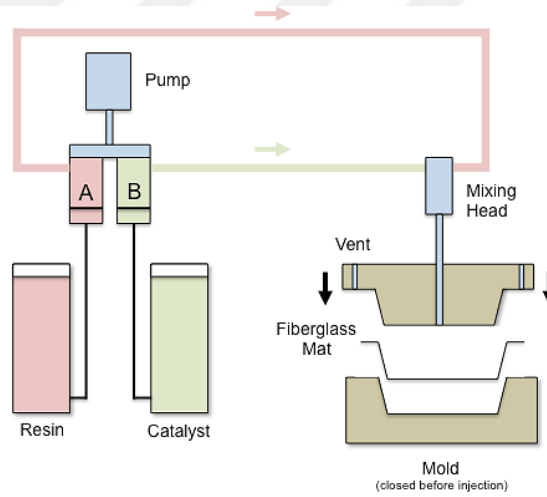 Pump
A
B
Mixing
Head
Vent
Fiberglass
Mat
Resin
Catalyst
Mold
(closed before injection)